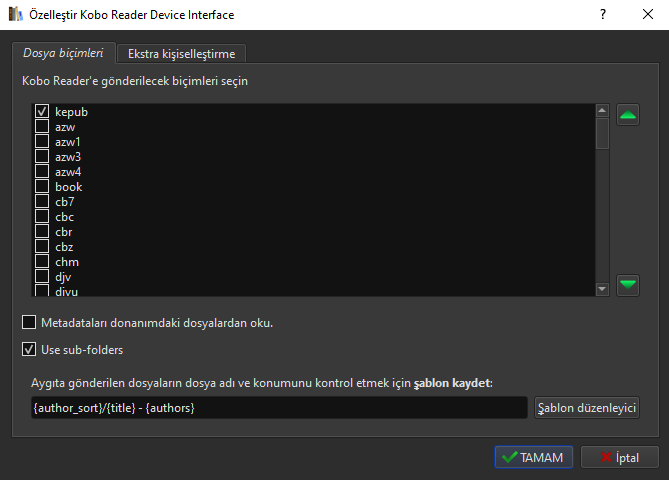 Özelleştir Kobo Reader Device Interface
Dosya biçimleri
Ekstra kişiselleştirme
Kobo Reader'e gönderilecek biçimleri seçin
kepub
azw
azw1
azw3
azw4
book
cb7
cbc
cbr
cbz
chm
djv
djvu
Metadataları donanımdaki dosyalardan oku.
Use sub-folders
Aygıta gönderilen dosyaların dosya adı ve konumunu kontrol etmek için şablon kaydet:
{author_sort}/{title} - {authors}
Şablon düzenleyici
TAMAM
İptal